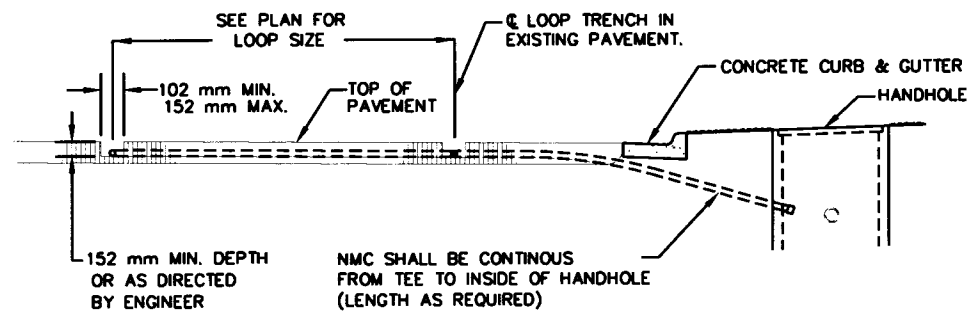 SEE PLAN FOR
LOOP SIZE
℄ LOOP TRENCH IN
EXISTING PAVEMENT.
CONCRETE CURB & GUTTER
HANDHOLE
102 mm MIN.
152 mm MAX.
TOP OF
PAVEMENT
152 mm MIN. DEPTH
OR AS DIRECTED
BY ENGINEER
NMC SHALL BE CONTINOUS
FROM TEE TO INSIDE OF HANDHOLE
(LENGTH AS REQUIRED)